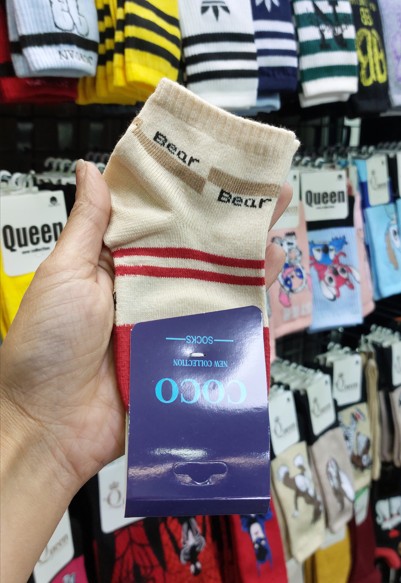 Bear
Bear
SOCKS
NEW COLLECTION
COCO
Queen
Queen
Queen